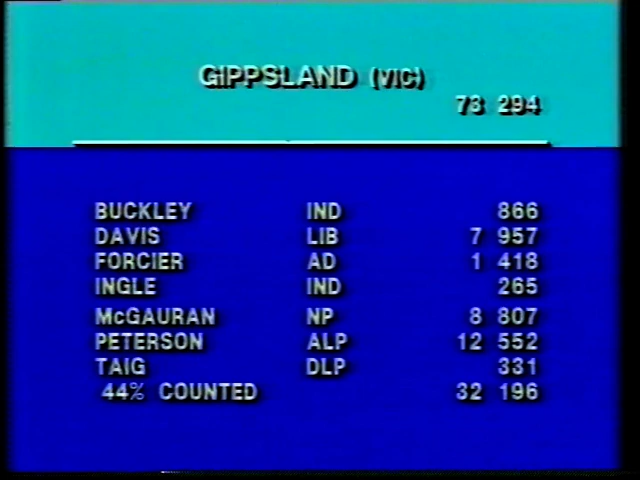 GIPPSLAND (VIC)
73 294
BUCKLEY IND 866
DAVIS LIB 7 957
FORCIER AD 1 418
INGLE IND 265
McGAURAN NP 8 807
PETERSON ALP 12 552
TAIG DLP 331
44% COUNTED 32 196